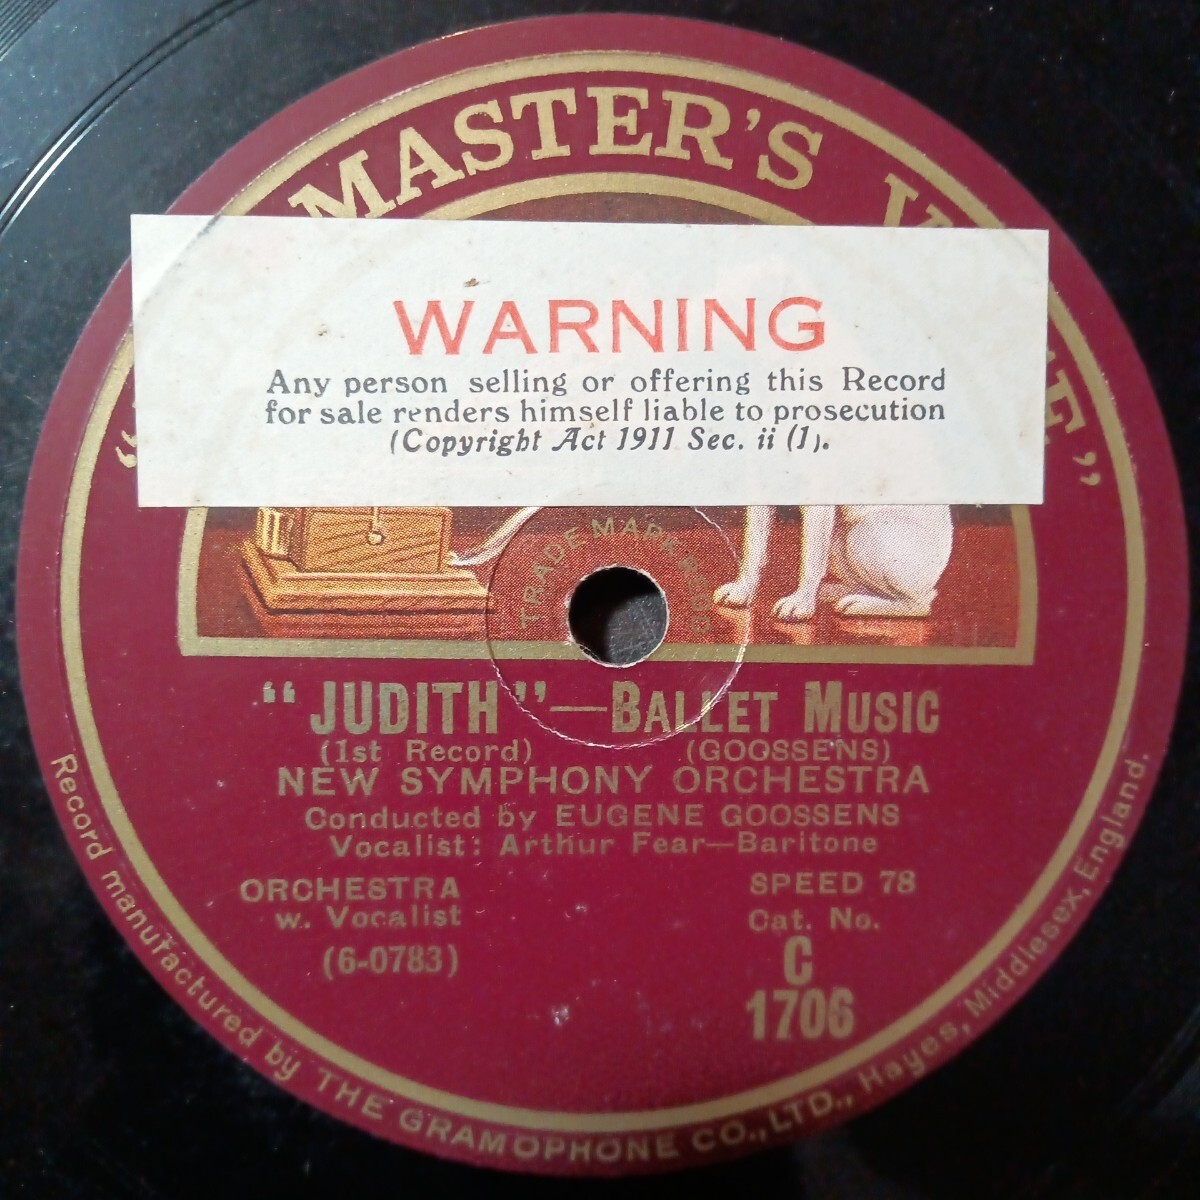 MASTER'S
WARNING
Any person selling or offering this Record
for sale renders himself liable to prosecution
(Copyright Act 1911 Sec. ii (1).
TRADE MARK
"JUDITH"—BALLET MUSIC
(1st Record) (GOOSSENS)
NEW SYMPHONY ORCHESTRA
Conducted by EUGENE GOOSSENS
Vocalist: Arthur Fear—Baritone
ORCHESTRA
w. Vocalist
(6-0783)
SPEED 78
Cat. No.
C
1706
Record manufactured by THE GRAMOPHONE CO., LTD., Hayes, Middlesex, England.